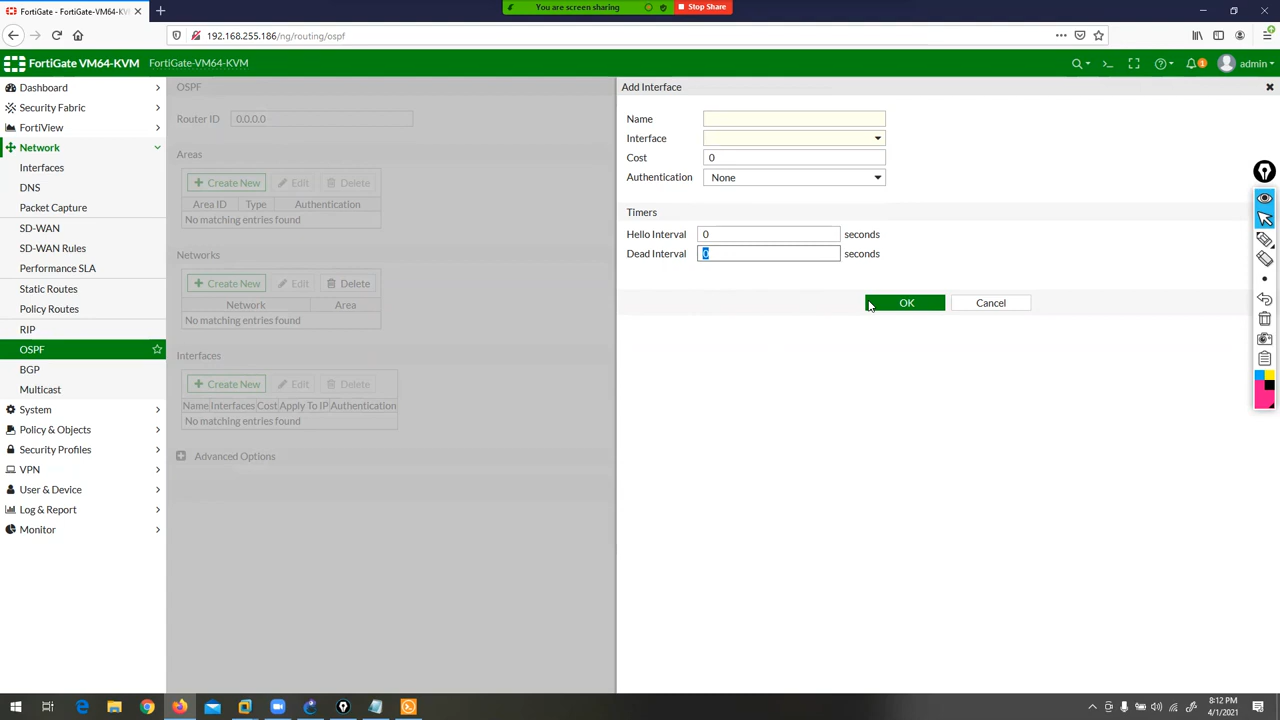 You are screen sharing
Stop Share
FortiGate - FortiGate-VM64-KVM
192.168.255.186/ng/routing/ospf
FortiGate VM64-KVM
FortiGate-VM64-KVM
1
admin
Dashboard
Security Fabric
FortiView
Network
Interfaces
DNS
Packet Capture
SD-WAN
SD-WAN Rules
Performance SLA
Static Routes
Policy Routes
RIP
OSPF
BGP
Multicast
System
Policy & Objects
Security Profiles
VPN
User & Device
Log & Report
Monitor
OSPF
Router ID 0.0.0.0
Areas
Create New Edit Delete
Area ID Type Authentication
No matching entries found
Networks
Create New Edit Delete
Network Area
No matching entries found
Interfaces
Create New Edit Delete
Name Interfaces Cost Apply To IP Authentication
No matching entries found
Advanced Options
Add Interface
Name
Interface
Cost 0
Authentication None
Timers
Hello Interval 0 seconds
Dead Interval 0 seconds
OK Cancel
8:12 PM
4/1/2021